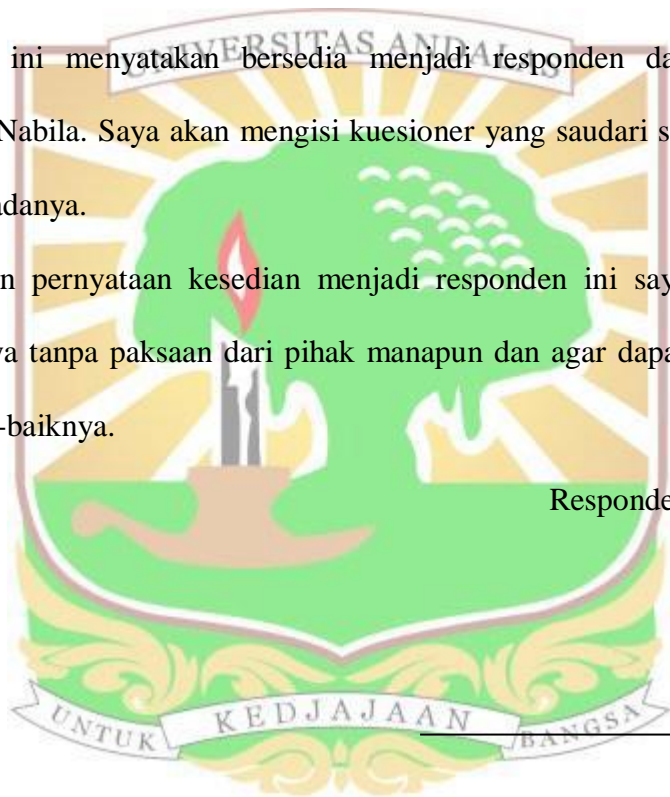 UNIVERSITAS ANDALAS
ini menyatakan bersedia menjadi responden da
Nabila. Saya akan mengisi kuesioner yang saudari s
adanya.
n pernyataan kesedian menjadi responden ini say
ya tanpa paksaan dari pihak manapun dan agar dapa
-baiknya.
Responde
UNTUK KEDJAJAAN BANGSA